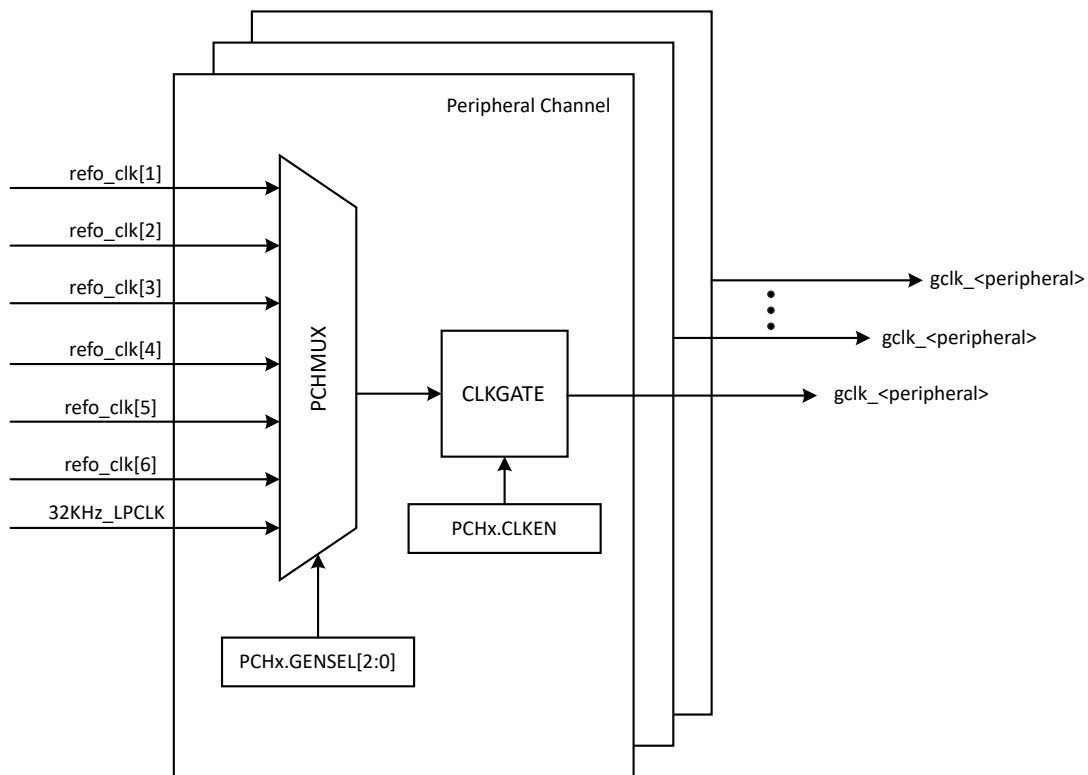 Peripheral Channel
refo_clk[1]
refo_clk[2]
refo_clk[3]
refo_clk[4]
refo_clk[5]
refo_clk[6]
32KHz_LPCLK
PCHMUX
CLKGATE
PCHx.CLKEN
PCHx.GENSEL[2:0]
gclk_<peripheral>
gclk_<peripheral>
gclk_<peripheral>